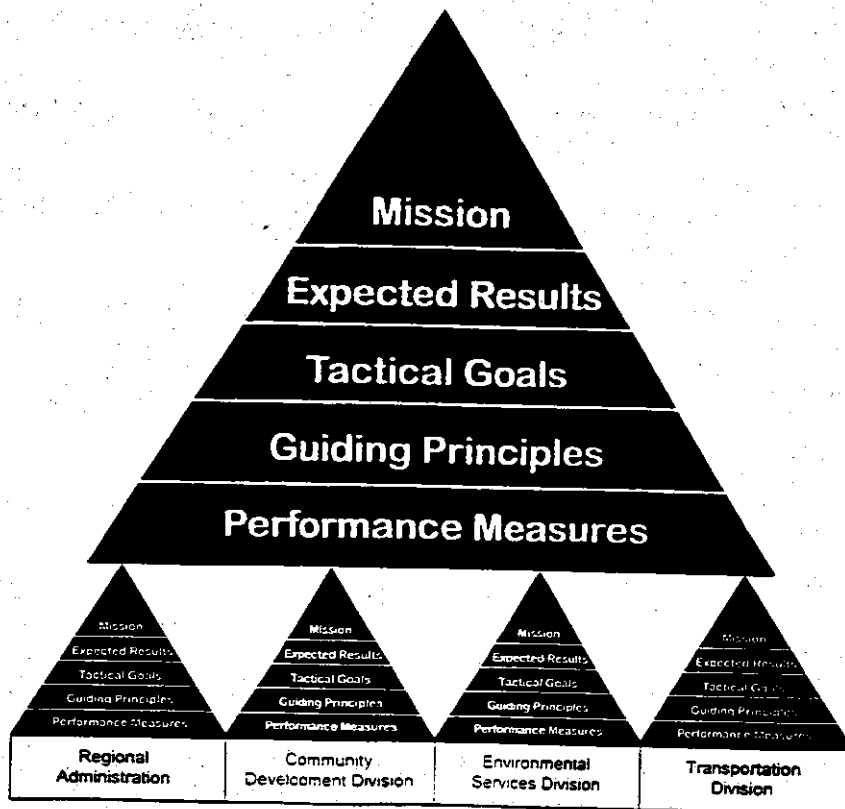 Mission
Expected Results
Tactical Goals
Guiding Principles
Performance Measures
Mission
Expected Results
Tactical Goals
Guiding Principles
Performance Measures
Regional
Administration
Mission
Expected Results
Tactical Goals
Guiding Principles
Performance Measures
Community
Development Division
Mission
Expected Results
Tactical Goals
Guiding Principles
Performance Measures
Environmental
Services Division
Mission
Expected Results
Tactical Goals
Guiding Principles
Performance Measures
Transportation
Division